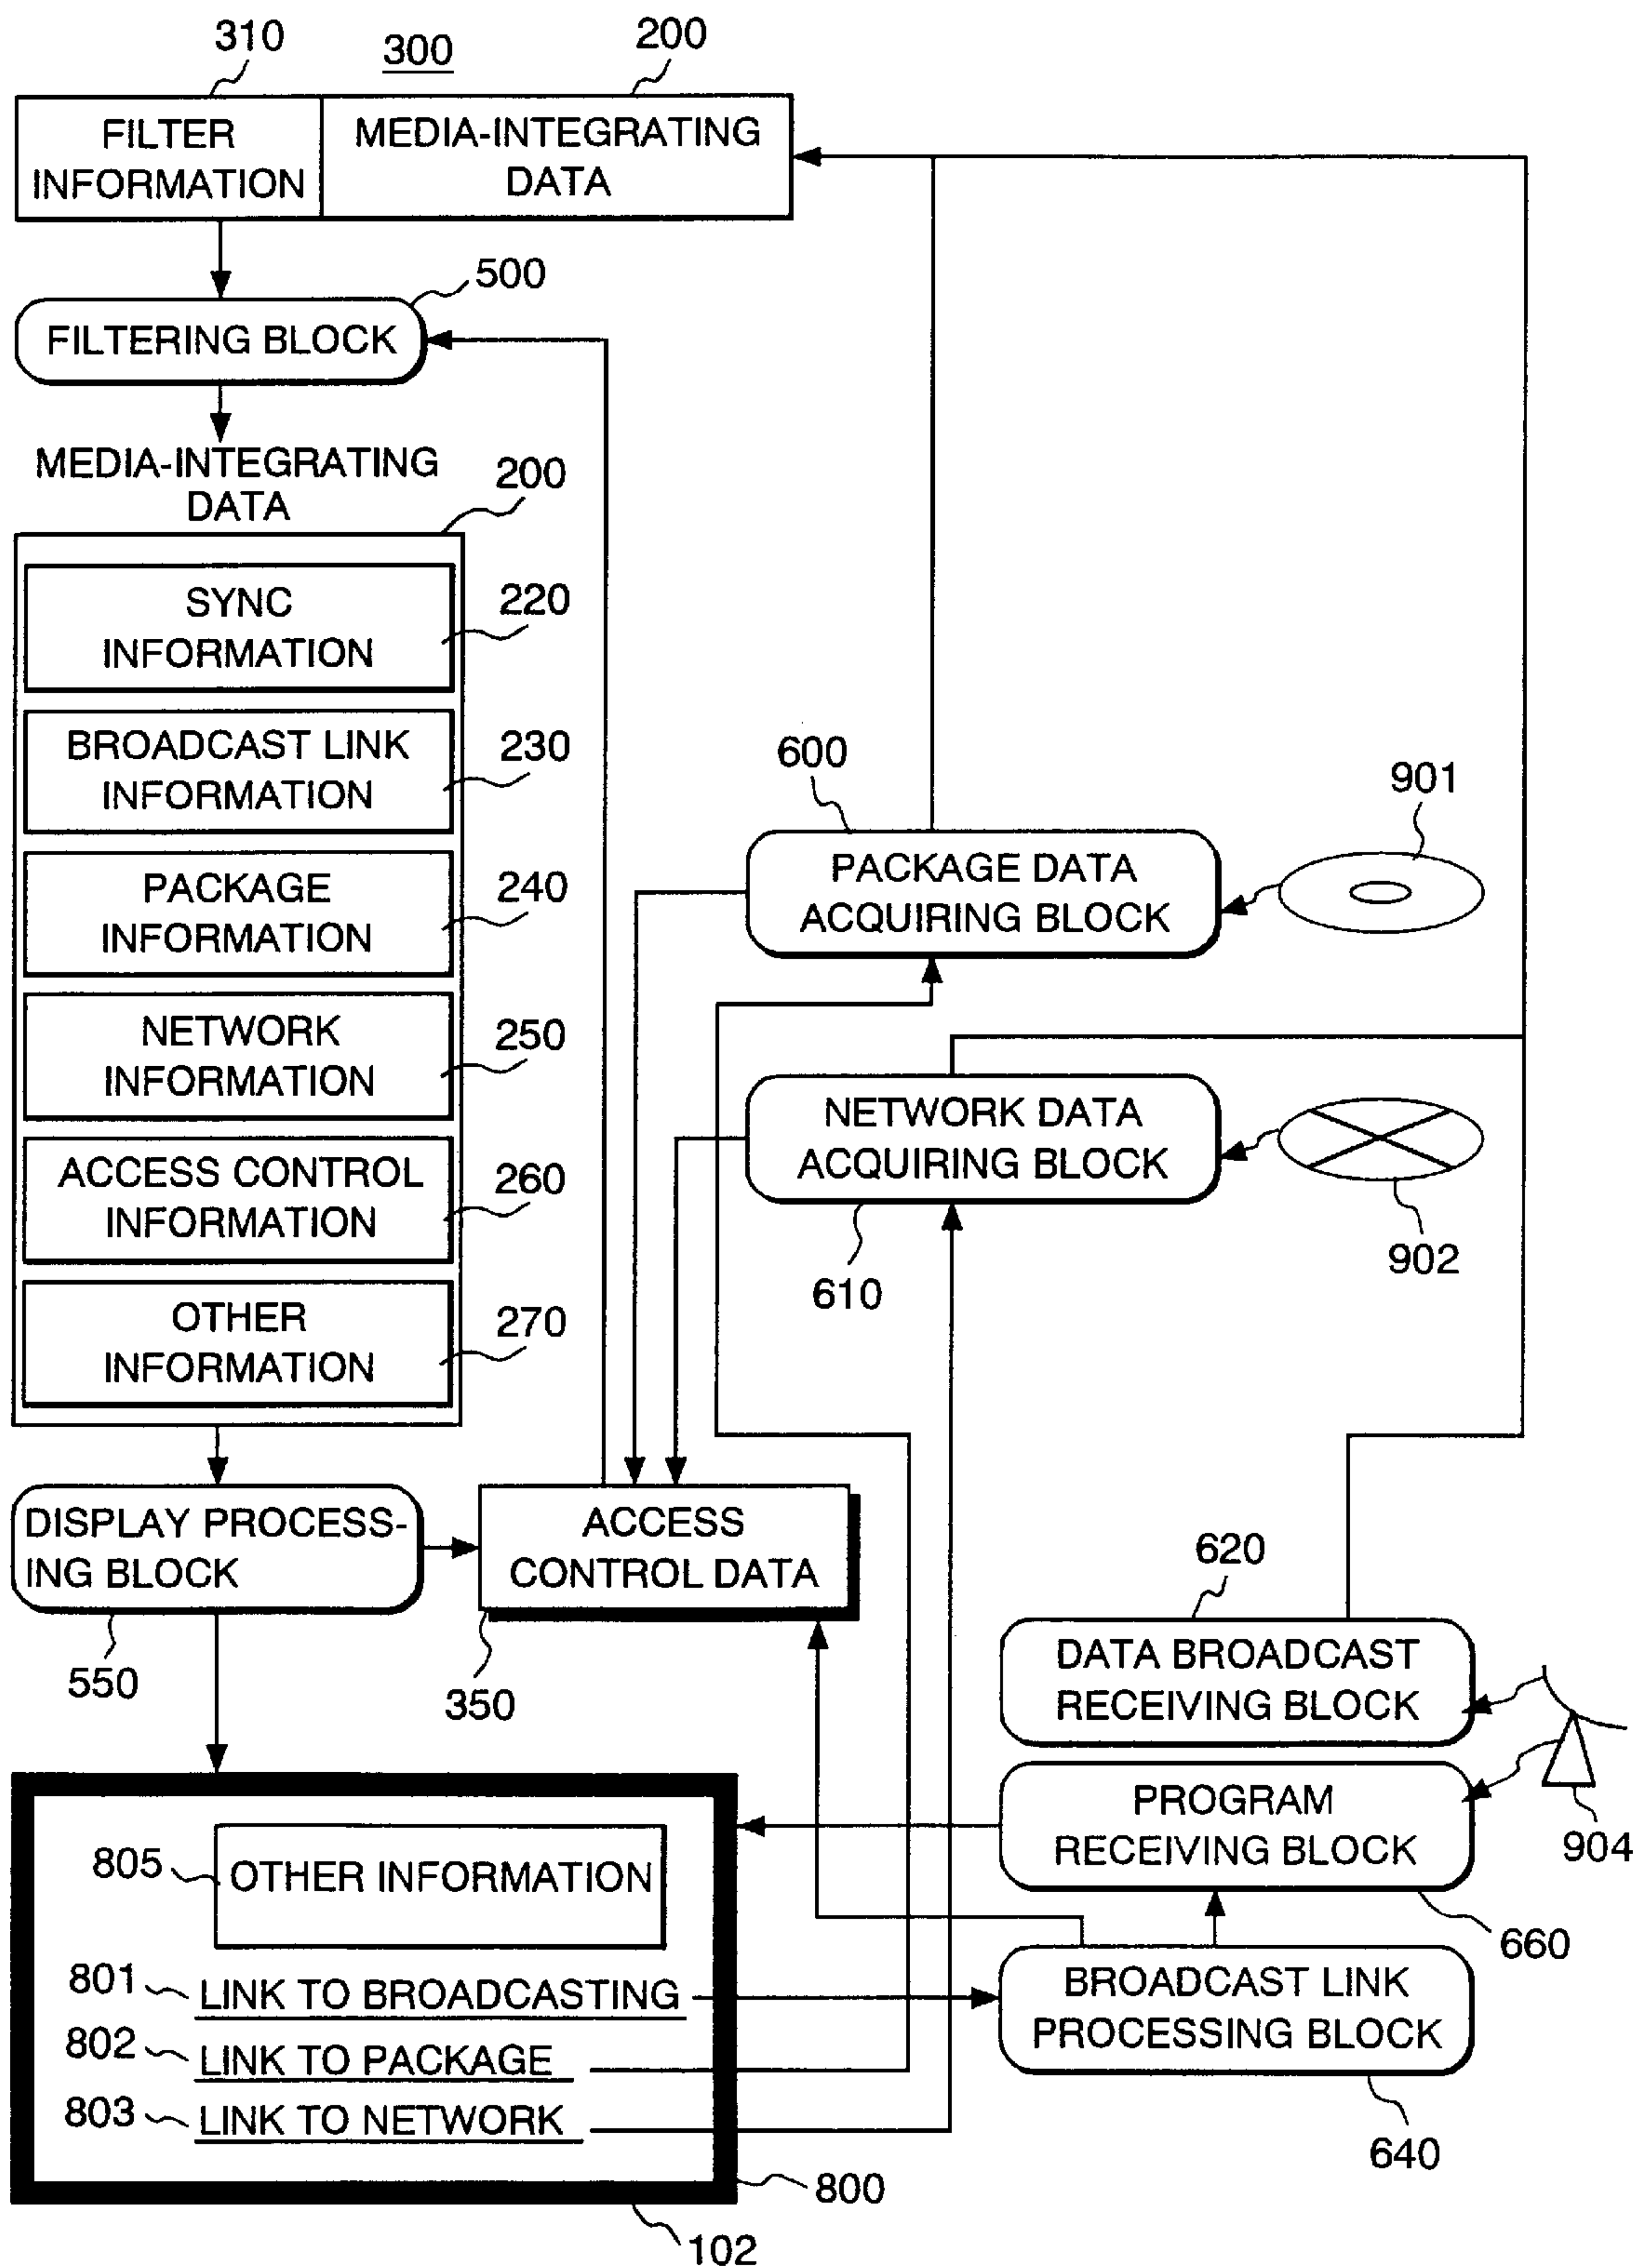 310
300
200
FILTER
INFORMATION
MEDIA-INTEGRATING
DATA
500
FILTERING BLOCK
MEDIA-INTEGRATING
DATA
200
SYNC
INFORMATION
220
BROADCAST LINK
INFORMATION
230
PACKAGE
INFORMATION
240
NETWORK
INFORMATION
250
ACCESS CONTROL
INFORMATION
260
OTHER
INFORMATION
270
600
PACKAGE DATA
ACQUIRING BLOCK
901
NETWORK DATA
ACQUIRING BLOCK
610
902
DISPLAY PROCESS-
ING BLOCK
550
ACCESS
CONTROL DATA
350
620
DATA BROADCAST
RECEIVING BLOCK
PROGRAM
RECEIVING BLOCK
904
660
BROADCAST LINK
PROCESSING BLOCK
640
805
OTHER INFORMATION
801
LINK TO BROADCASTING
802
LINK TO PACKAGE
803
LINK TO NETWORK
800
102